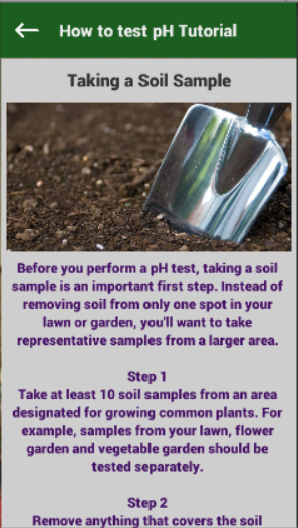 How to test pH Tutorial
Taking a Soil Sample
Before you perform a pH test, taking a soil
sample is an important first step. Instead of
removing soil from only one spot in your
lawn or garden, you'll want to take
representative samples from a larger area.
Step 1
Take at least 10 soil samples from an area
designated for growing common plants. For
example, samples from your lawn, flower
garden and vegetable garden should be
tested separately.
Step 2
Remove anything that covers the soil